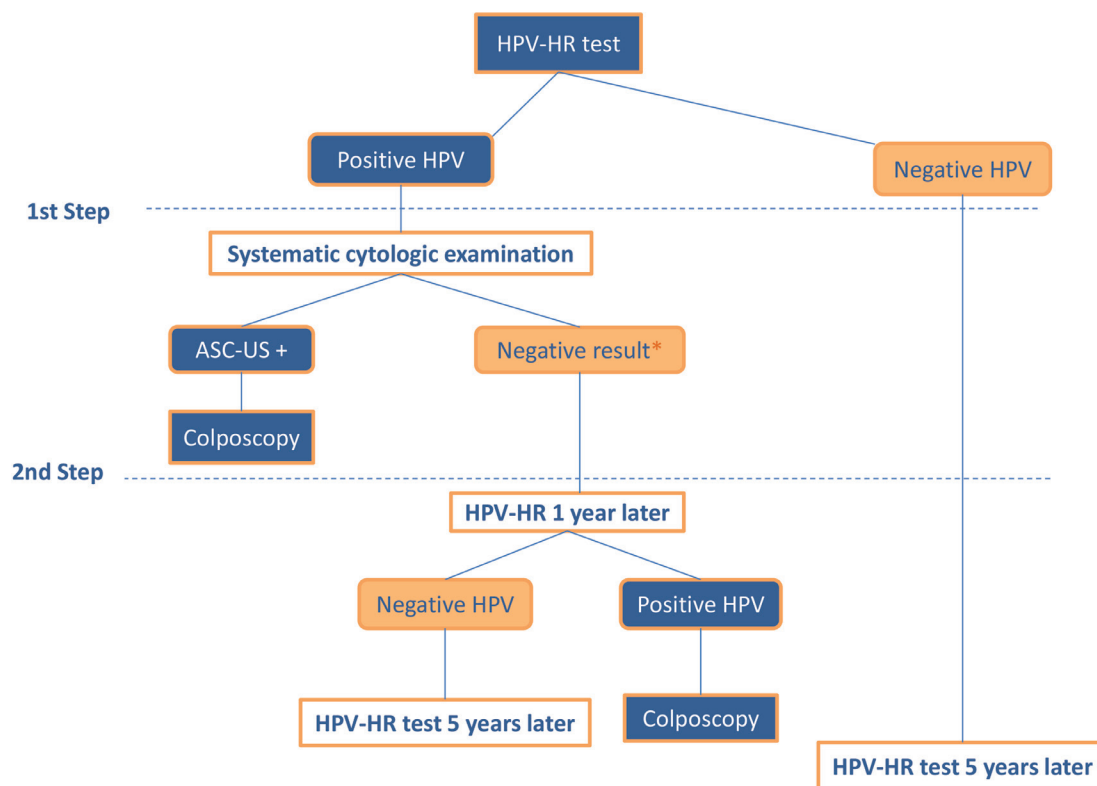 HPV-HR test
Positive HPV
Negative HPV
1st Step
Systematic cytologic examination
ASC-US +
Negative result*
Colposcopy
2nd Step
HPV-HR 1 year later
Negative HPV
Positive HPV
HPV-HR test 5 years later
Colposcopy
HPV-HR test 5 years later